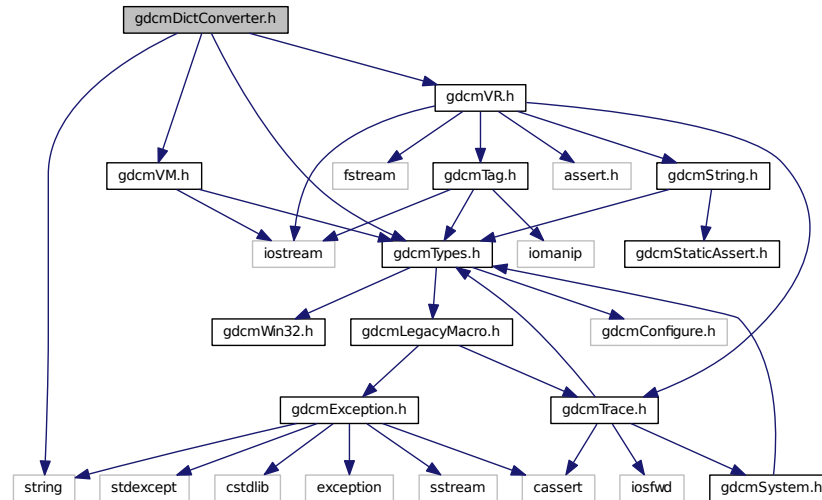 gdcmDictConverter.h
gdcmVR.h
gdcmVM.h
fstream
gdcmTag.h
assert.h
gdcmString.h
iostream
gdcmTypes.h
iomanip
gdcmStaticAssert.h
gdcmWin32.h
gdcmLegacyMacro.h
gdcmConfigure.h
gdcmException.h
gdcmTrace.h
string
stdexcept
cstdlib
exception
sstream
cassert
iosfwd
gdcmSystem.h